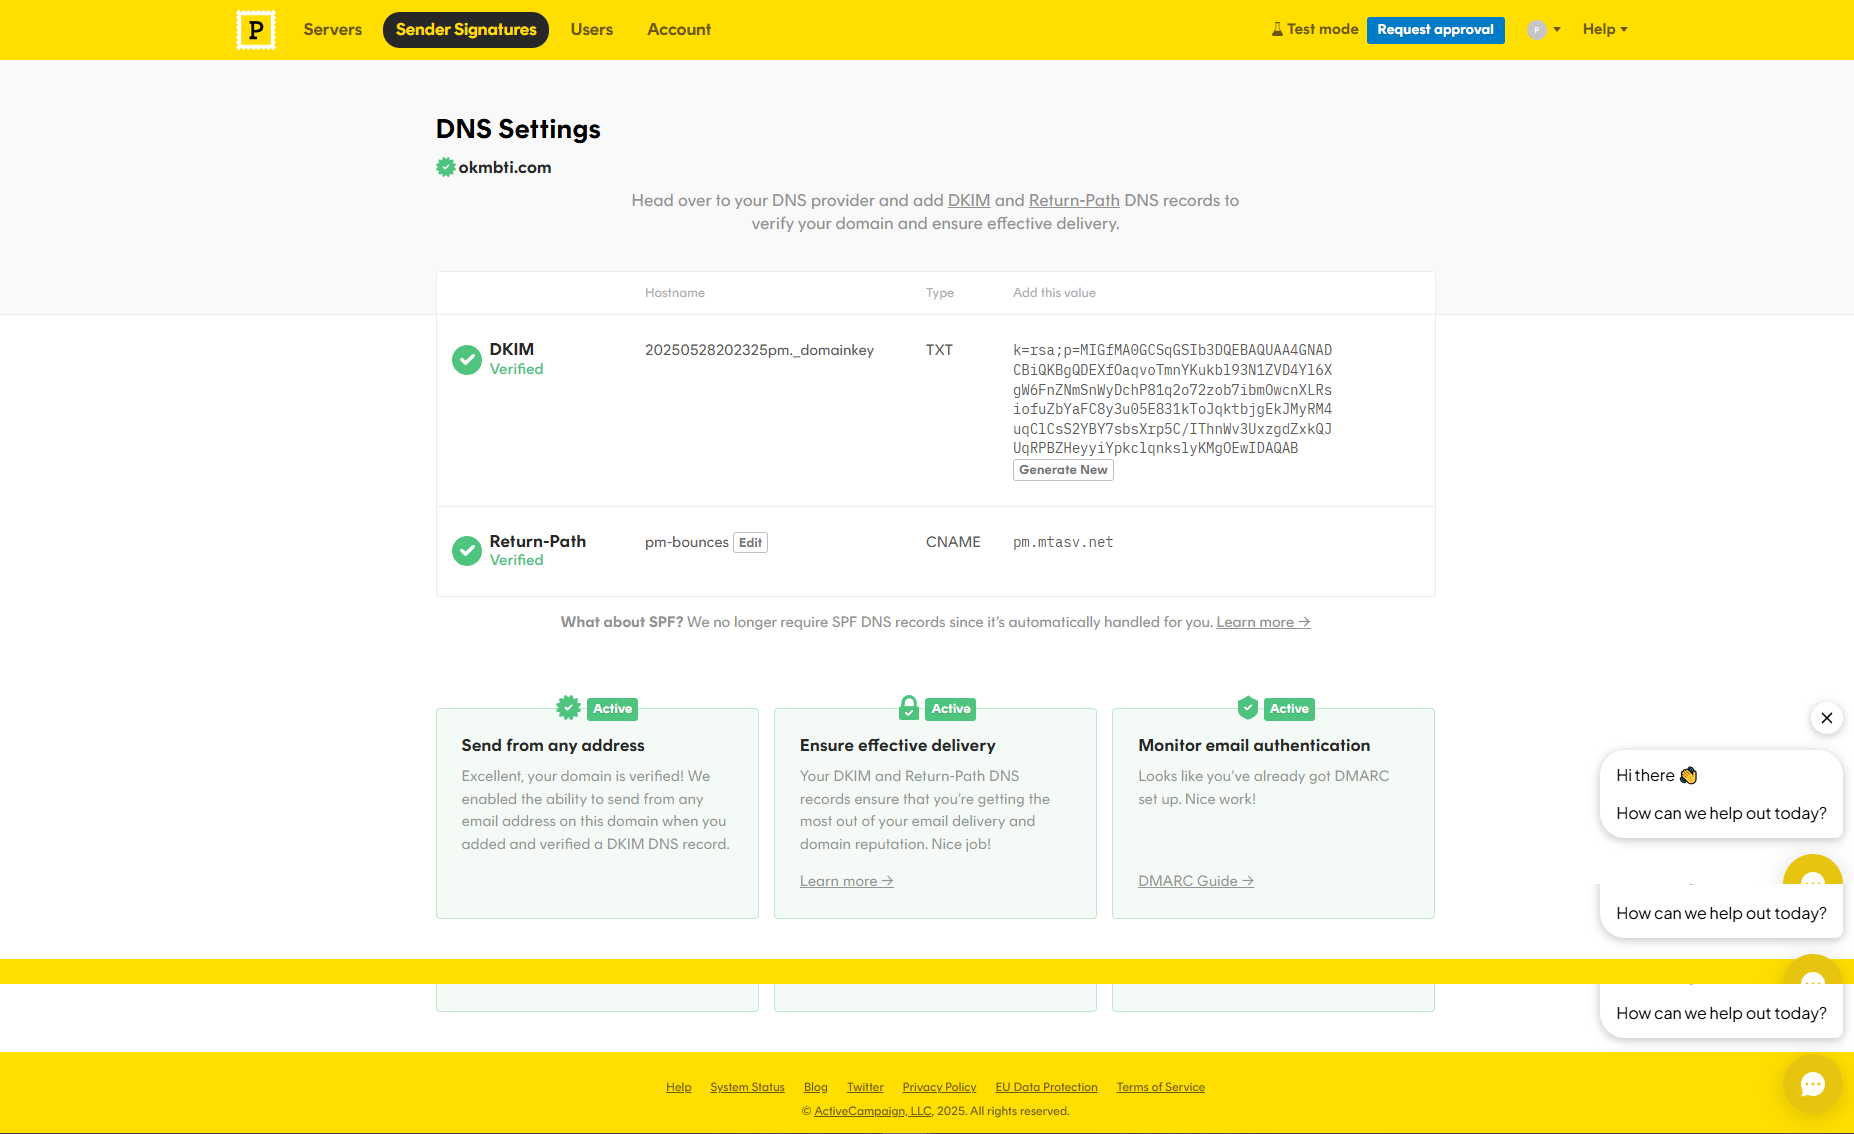 P
Servers
Sender Signatures
Users
Account
Test mode
Request approval
P
Help
DNS Settings
okmbti.com
Head over to your DNS provider and add DKIM and Return-Path DNS records to
verify your domain and ensure effective delivery.
Hostname
Type
Add this value
DKIM
Verified
20250528202325pm._domainkey
TXT
k=rsa;p=MIGfMA0GCSqGSIb3DQEBAQUAA4GNAD
CBiQKBgQDEXfOaqvoTmnYKukbl93N1ZVD4Yl6X
gW6FnZNmSnWyDchP81q2o72zob7ibmOwcnXLRs
iofuZbYaFC8y3u05E831kToJqktbjgEkJMyRM4
uqClCsS2YBY7sbsXrp5C/IThnWv3UxzgdZxkQJ
UqRPBZHeyyiYpkclqnkslyKMgOEwIDAQAB
Generate New
Return-Path
Verified
pm-bounces
Edit
CNAME
pm.mtasv.net
What about SPF? We no longer require SPF DNS records since it's automatically handled for you. Learn more →
Active
Send from any address
Excellent, your domain is verified! We
enabled the ability to send from any
email address on this domain when you
added and verified a DKIM DNS record.
Active
Ensure effective delivery
Your DKIM and Return-Path DNS
records ensure that you're getting the
most out of your email delivery and
domain reputation. Nice job!
Learn more →
Active
Monitor email authentication
Looks like you've already got DMARC
set up. Nice work!
DMARC Guide →
Hi there 👋
How can we help out today?
How can we help out today?
How can we help out today?
Help
System Status
Blog
Twitter
Privacy Policy
EU Data Protection
Terms of Service
© ActiveCampaign, LLC, 2025. All rights reserved.